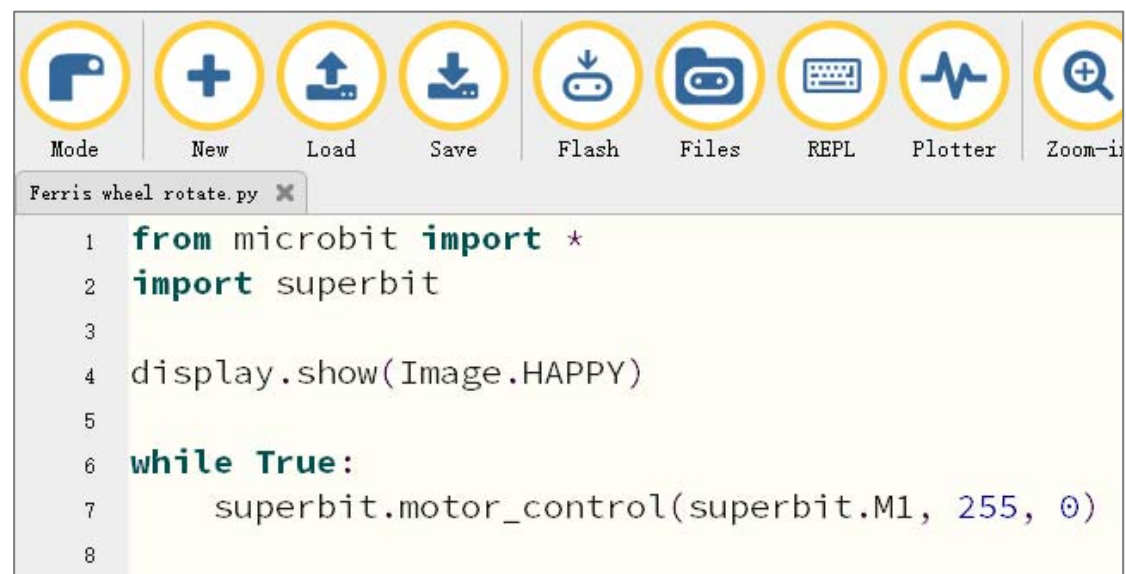 Mode New Load Save Flash Files REPL Plotter Zoom-i
Ferris wheel rotate.py
1 from microbit import *
2 import superbit
3
4 display.show(Image.HAPPY)
5
6 while True:
7     superbit.motor_control(superbit.M1, 255, 0)
8